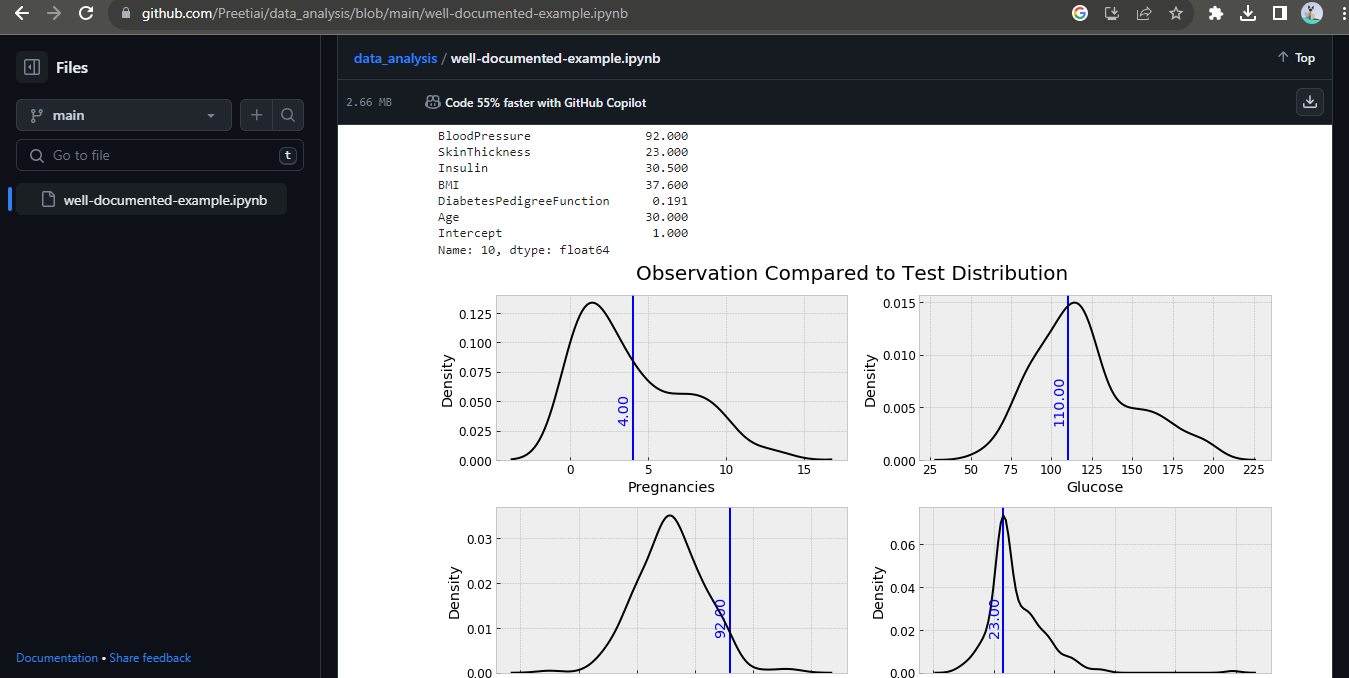 github.com/Preetiai/data_analysis/blob/main/well-documented-example.ipynb
Files
data_analysis / well-documented-example.ipynb
Top
main
2.66 MB
Code 55% faster with GitHub Copilot
Go to file
t
well-documented-example.ipynb
BloodPressure 92.000
SkinThickness 23.000
Insulin 30.500
BMI 37.600
DiabetesPedigreeFunction 0.191
Age 30.000
Intercept 1.000
Name: 10, dtype: float64
Observation Compared to Test Distribution
Density
0.125
0.100
0.075
0.050
0.025
0.000
4.00
0 5 10 15
Pregnancies
Density
0.015
0.010
0.005
0.000
110.00
25 50 75 100 125 150 175 200 225
Glucose
Density
0.03
0.02
0.01
0.00
92.00
Density
0.06
0.04
0.02
0.00
23.00
Documentation • Share feedback